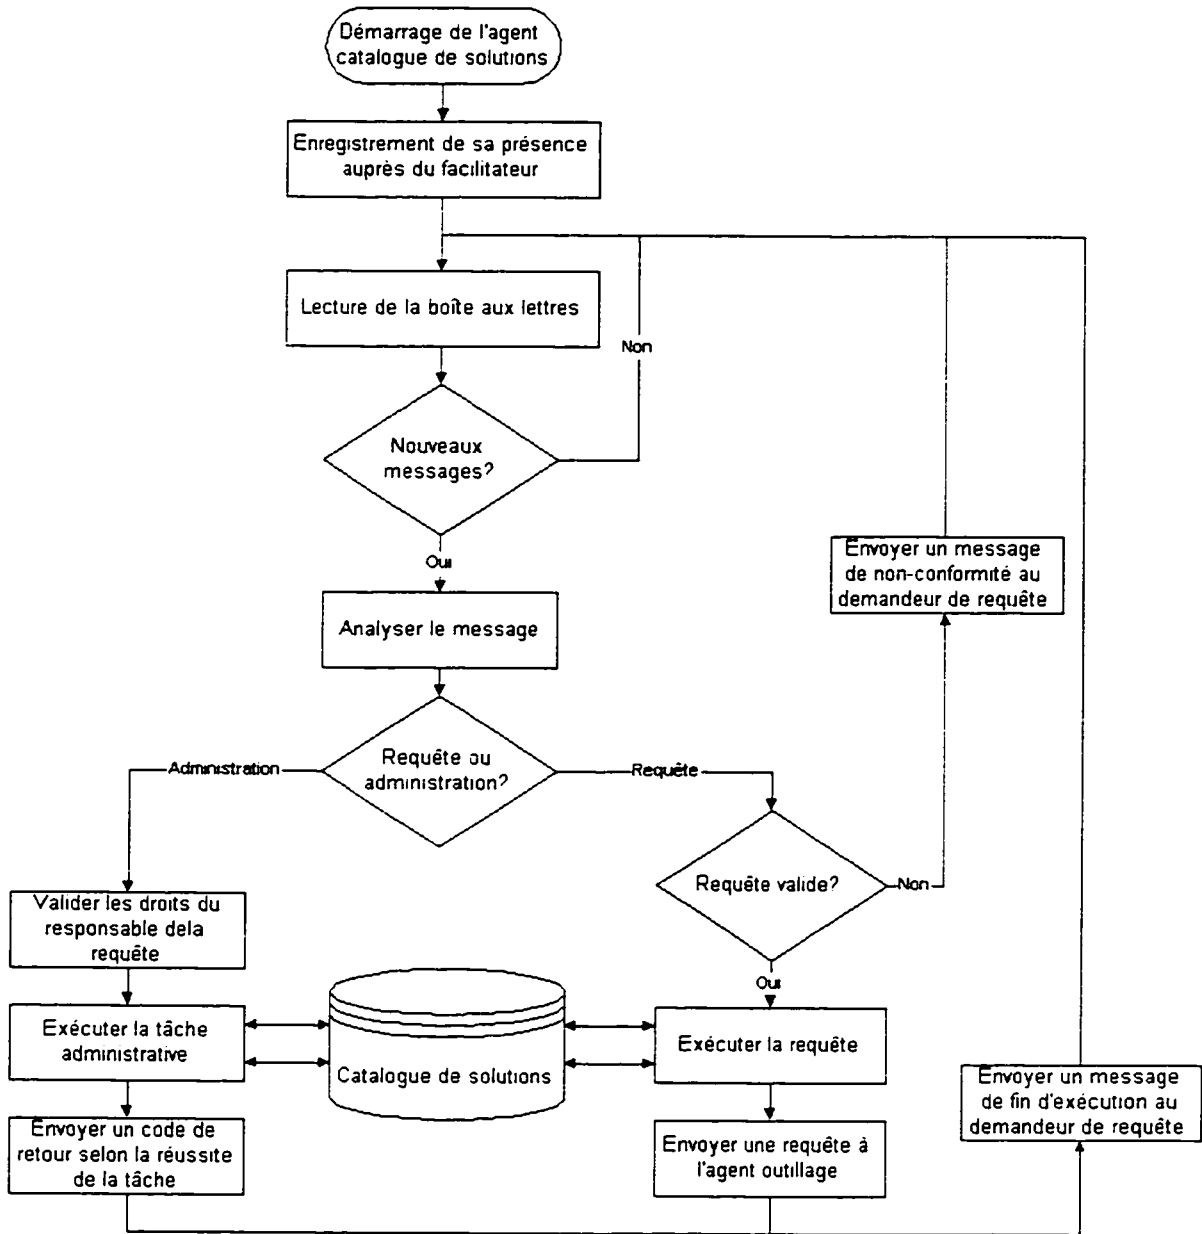 Démarrage de l'agent
catalogue de solutions
Enregistrement de sa présence
auprès du facilitateur
Lecture de la boîte aux lettres
Non
Nouveaux
messages?
Oui
Envoyer un message
de non-conformité au
demandeur de requête
Analyser le message
Requête ou
administration?
Administration
Requête
Requête valide?
Non
Valider les droits du
responsable dela
requête
Oui
Exécuter la tâche
administrative
Catalogue de solutions
Exécuter la requête
Envoyer un message
de fin d'exécution au
demandeur de requête
Envoyer un code de
retour selon la réussite
de la tâche
Envoyer une requête à
l'agent outillage